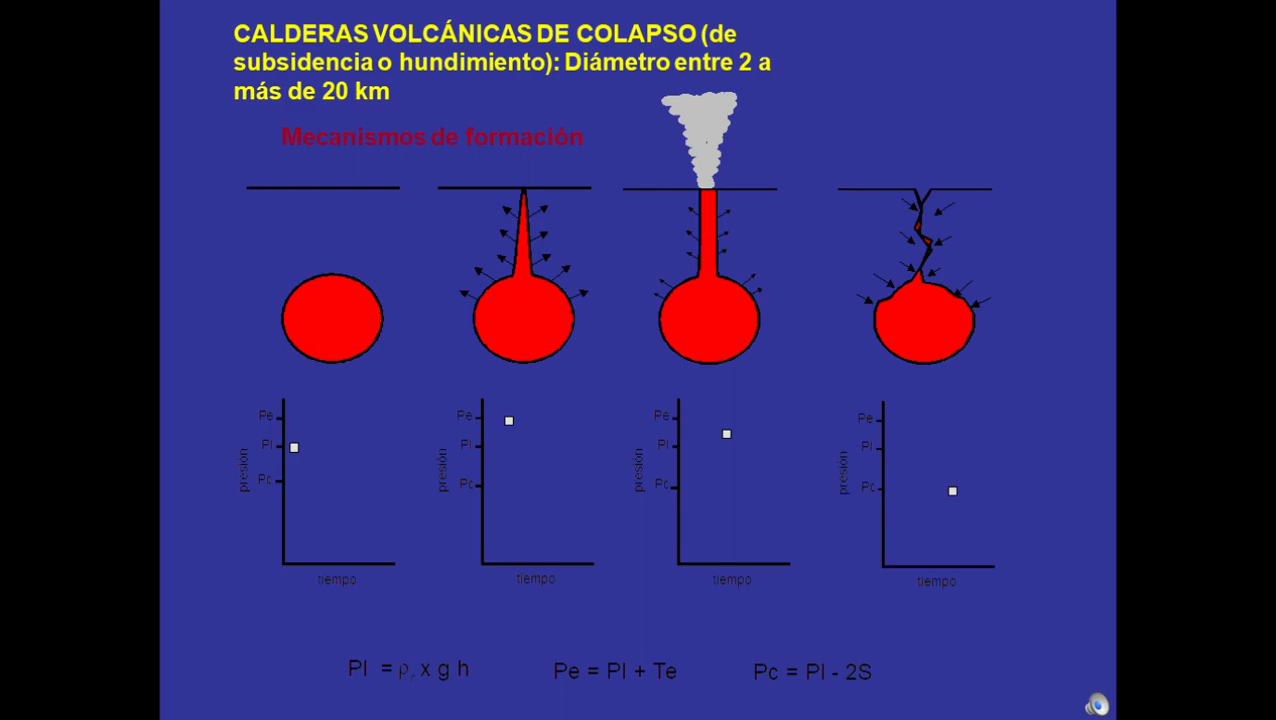 CALDERAS VOLCÁNICAS DE COLAPSO (de
subsidencia o hundimiento): Diámetro entre 2 a
más de 20 km
Mecanismos de formación
Pe
Pl
Pc
presión
tiempo
Pe
Pl
Pc
presión
tiempo
Pe
Pl
Pc
presión
tiempo
Pe
Pl
Pc
presión
tiempo
Pl = ρr x g h
Pe = Pl + Te
Pc = Pl - 2S